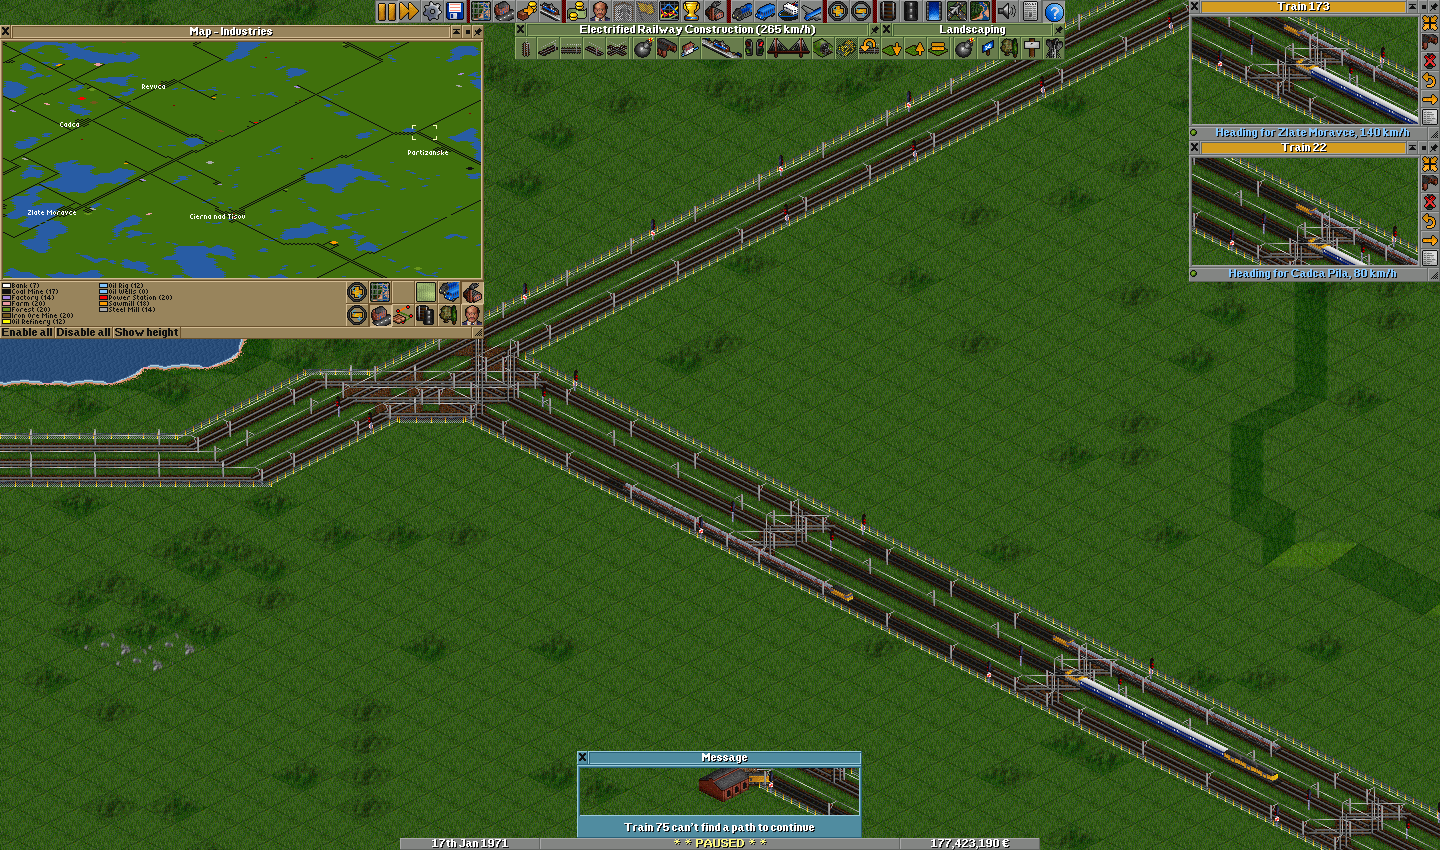 Map - Industries
Revuca
Cadca
Partizanske
Zlate Moravce
Cierna nad Tisou
Bank (7)
Coal Mine (17)
Factory (14)
Farm (20)
Forest (20)
Iron Ore Mine (20)
Oil Refinery (12)
Oil Rig (12)
Oil Wells (0)
Power Station (20)
Sawmill (18)
Steel Mill (14)
Enable all Disable all Show height
Electrified Railway Construction (265 km/h)
Landscaping
Train 173
Heading for Zlate Moravce, 140 km/h
Train 22
Heading for Cadca Pila, 80 km/h
Message
Train 75 can't find a path to continue
17th Jan 1971
* * PAUSED * *
177,423,190 €